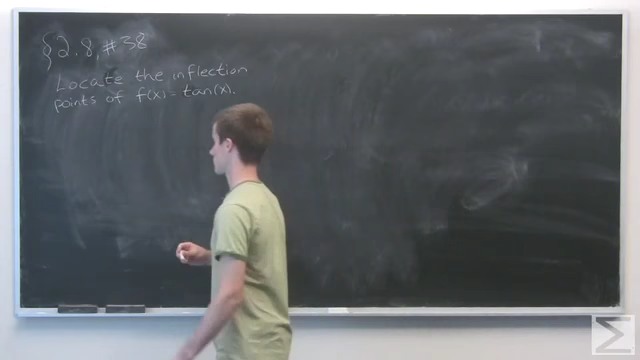 §2.8, #38
Locate the inflection
points of f(x) = tan(x).
Σ